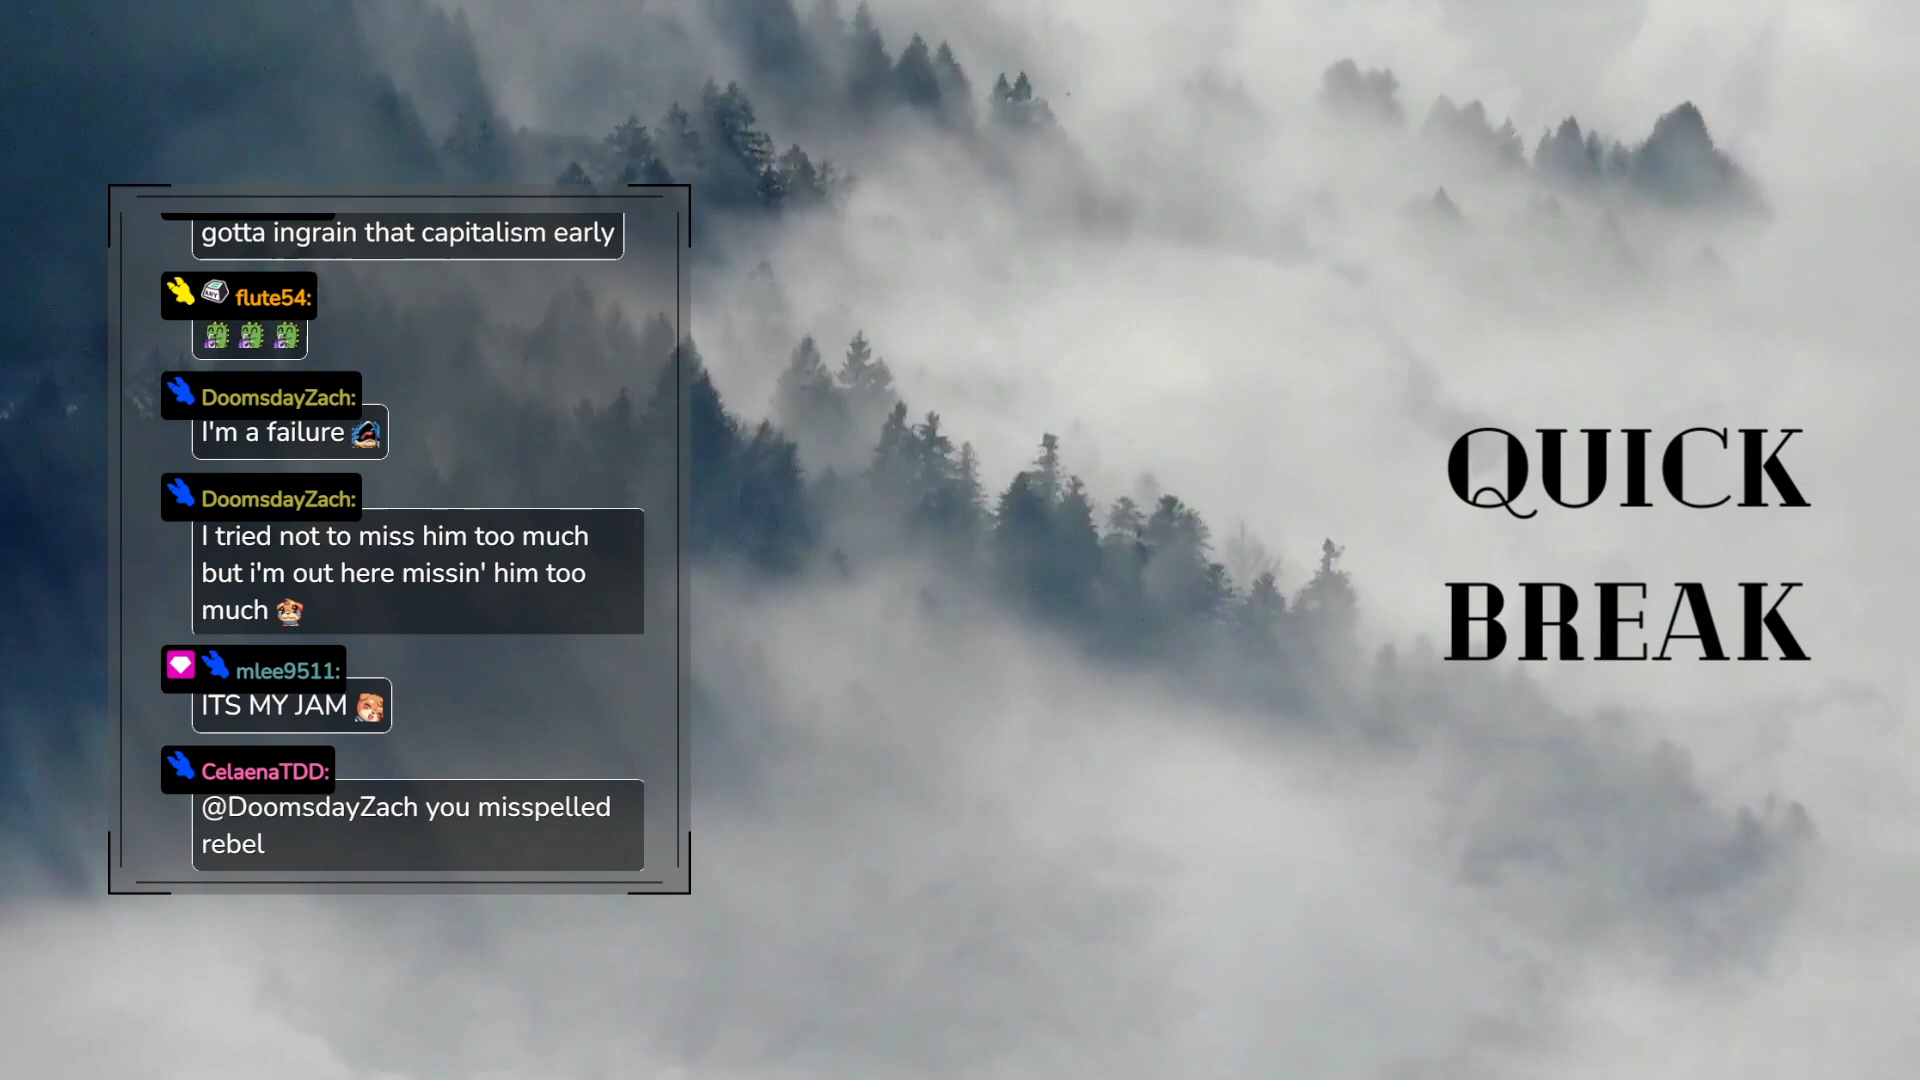 gotta ingrain that capitalism early
flute54:
DoomsdayZach:
I'm a failure
DoomsdayZach:
I tried not to miss him too much
but i'm out here missin' him too
much
mlee9511:
ITS MY JAM
CelaenaTDD:
@DoomsdayZach you misspelled
rebel
QUICK
BREAK